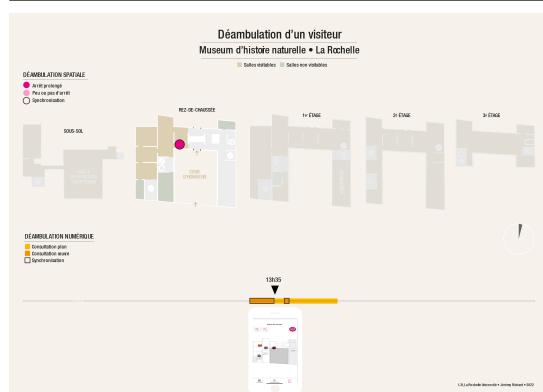 Déambulation d'un visiteur
Museum d'histoire naturelle • La Rochelle
Salles visitables Salles non visitables
DÉAMBULATION SPATIALE
Arrêt prolongé
Peu ou pas d'arrêt
Synchronisation
SOUS-SOL
REZ-DE-CHAUSSÉE
1er ÉTAGE
2e ÉTAGE
3e ÉTAGE
COUR
D'HONNEUR
DÉAMBULATION NUMÉRIQUE
Consultation plan
Consultation œuvre
Synchronisation
13h35